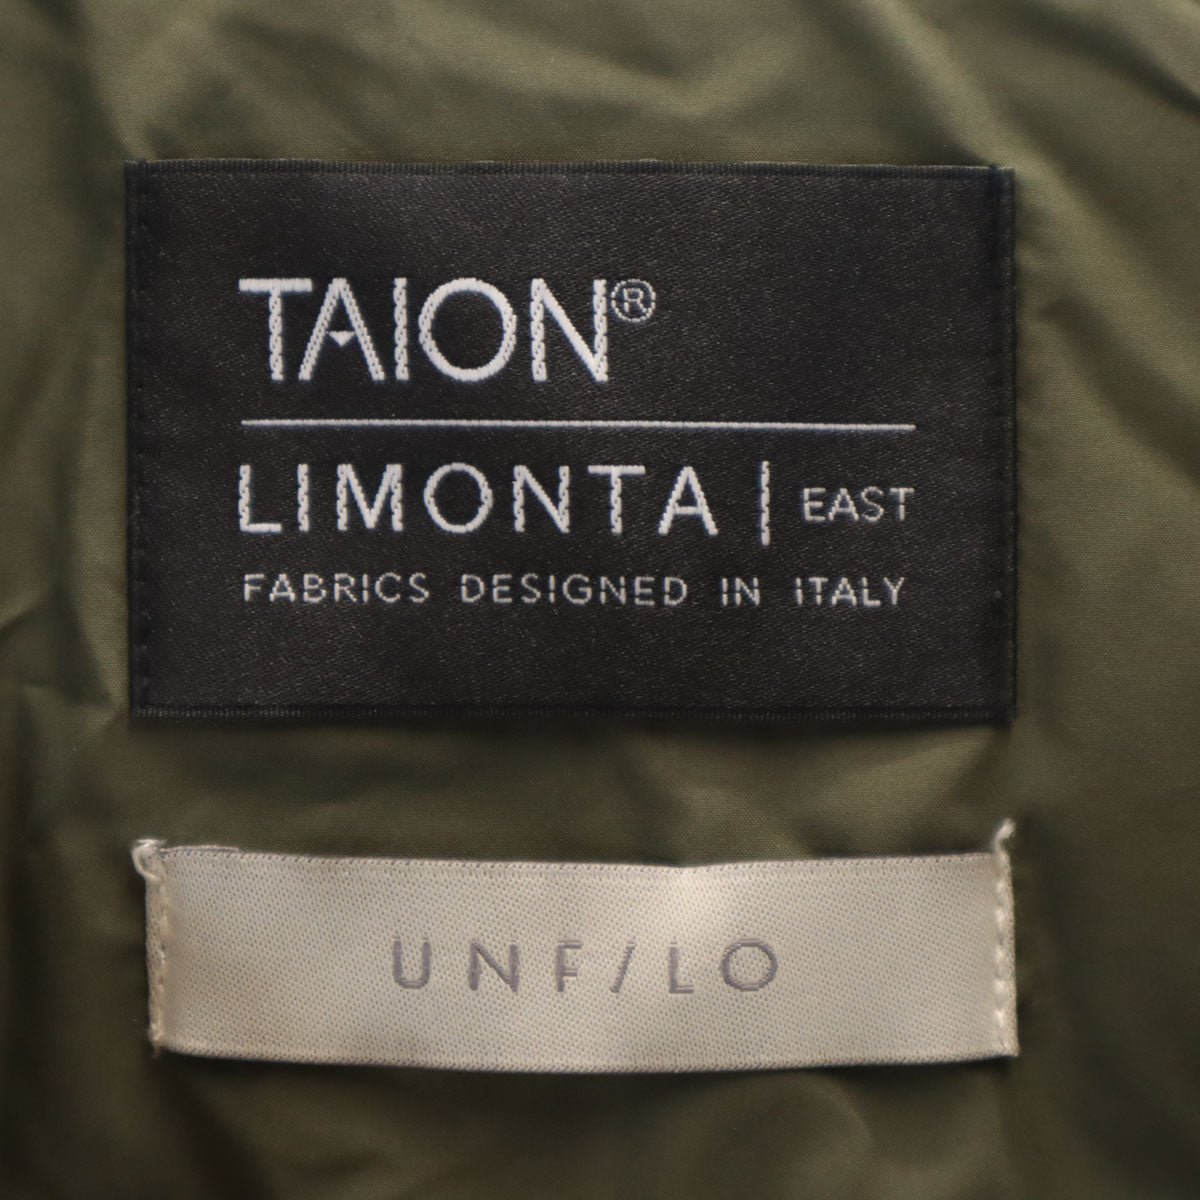 TAION®
LIMONTA | EAST
FABRICS DESIGNED IN ITALY
UNF/LO